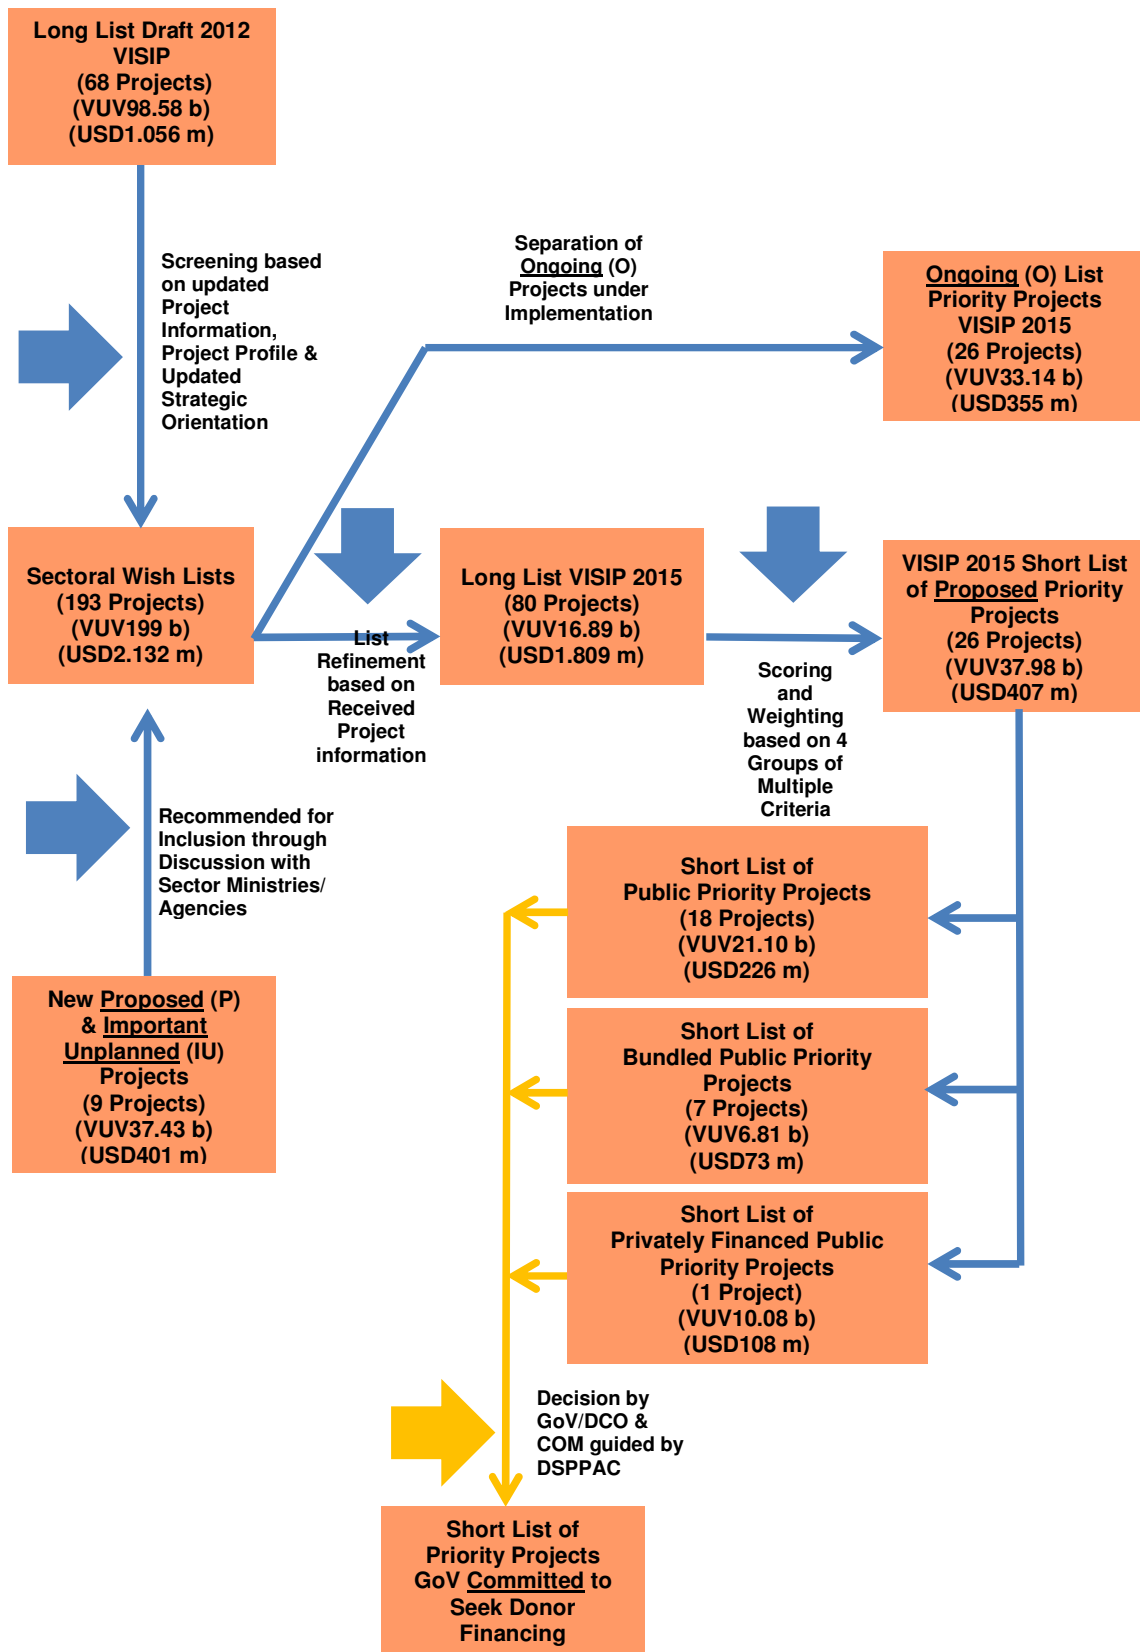 Long List Draft 2012
VISIP
(68 Projects)
(VUV98.58 b)
(USD1.056 m)
Screening based
on updated
Project
Information,
Project Profile &
Updated
Strategic
Orientation
Separation of
Ongoing (O)
Projects under
Implementation
Ongoing (O) List
Priority Projects
VISIP 2015
(26 Projects)
(VUV33.14 b)
(USD355 m)
Sectoral Wish Lists
(193 Projects)
(VUV199 b)
(USD2.132 m)
List
Refinement
based on
Received
Project
information
Long List VISIP 2015
(80 Projects)
(VUV16.89 b)
(USD1.809 m)
Scoring
and
Weighting
based on 4
Groups of
Multiple
Criteria
VISIP 2015 Short List
of Proposed Priority
Projects
(26 Projects)
(VUV37.98 b)
(USD407 m)
Recommended for
Inclusion through
Discussion with
Sector Ministries/
Agencies
New Proposed (P)
& Important
Unplanned (IU)
Projects
(9 Projects)
(VUV37.43 b)
(USD401 m)
Short List of
Public Priority Projects
(18 Projects)
(VUV21.10 b)
(USD226 m)
Short List of
Bundled Public Priority
Projects
(7 Projects)
(VUV6.81 b)
(USD73 m)
Short List of
Privately Financed Public
Priority Projects
(1 Project)
(VUV10.08 b)
(USD108 m)
Decision by
GoV/DCO &
COM guided by
DSPPAC
Short List of
Priority Projects
GoV Committed to
Seek Donor
Financing